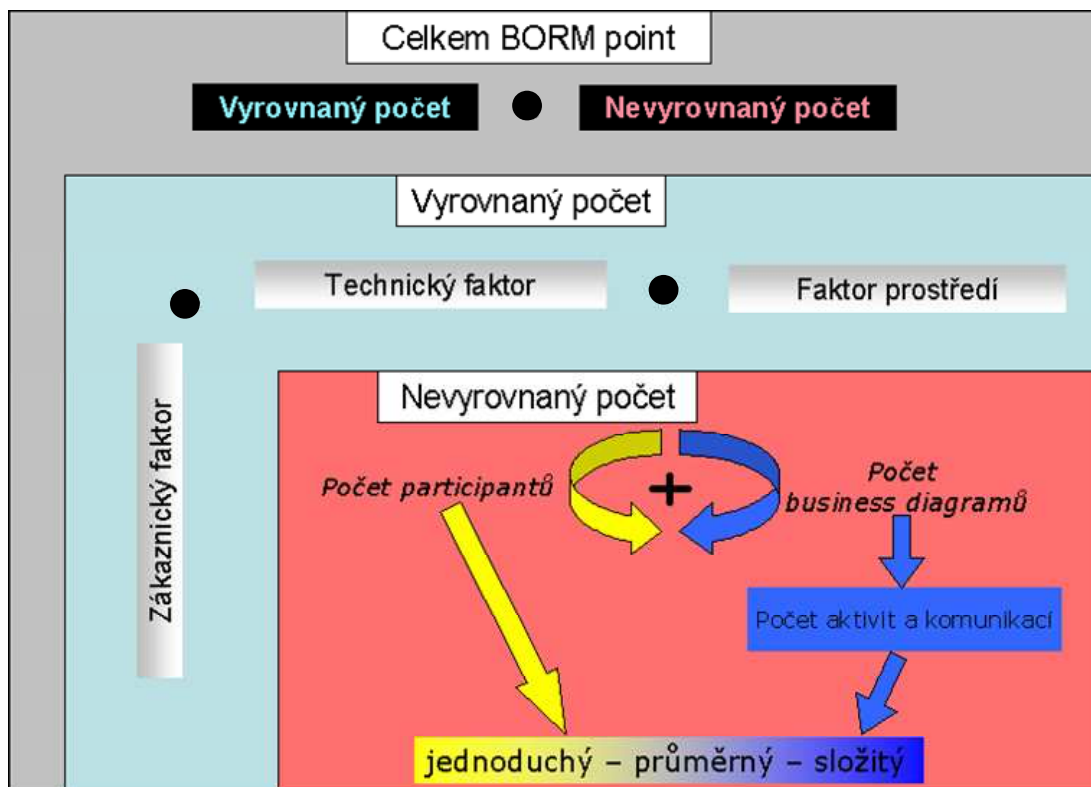 Celkem BORM point
Vyrovnaný počet
Nevyrovnaný počet
Vyrovnaný počet
Technický faktor
Faktor prostředí
Zákaznický faktor
Nevyrovnaný počet
Počet participantů
+
Počet
business diagramů
Počet aktivit a komunikací
jednoduchý – průměrný – složitý